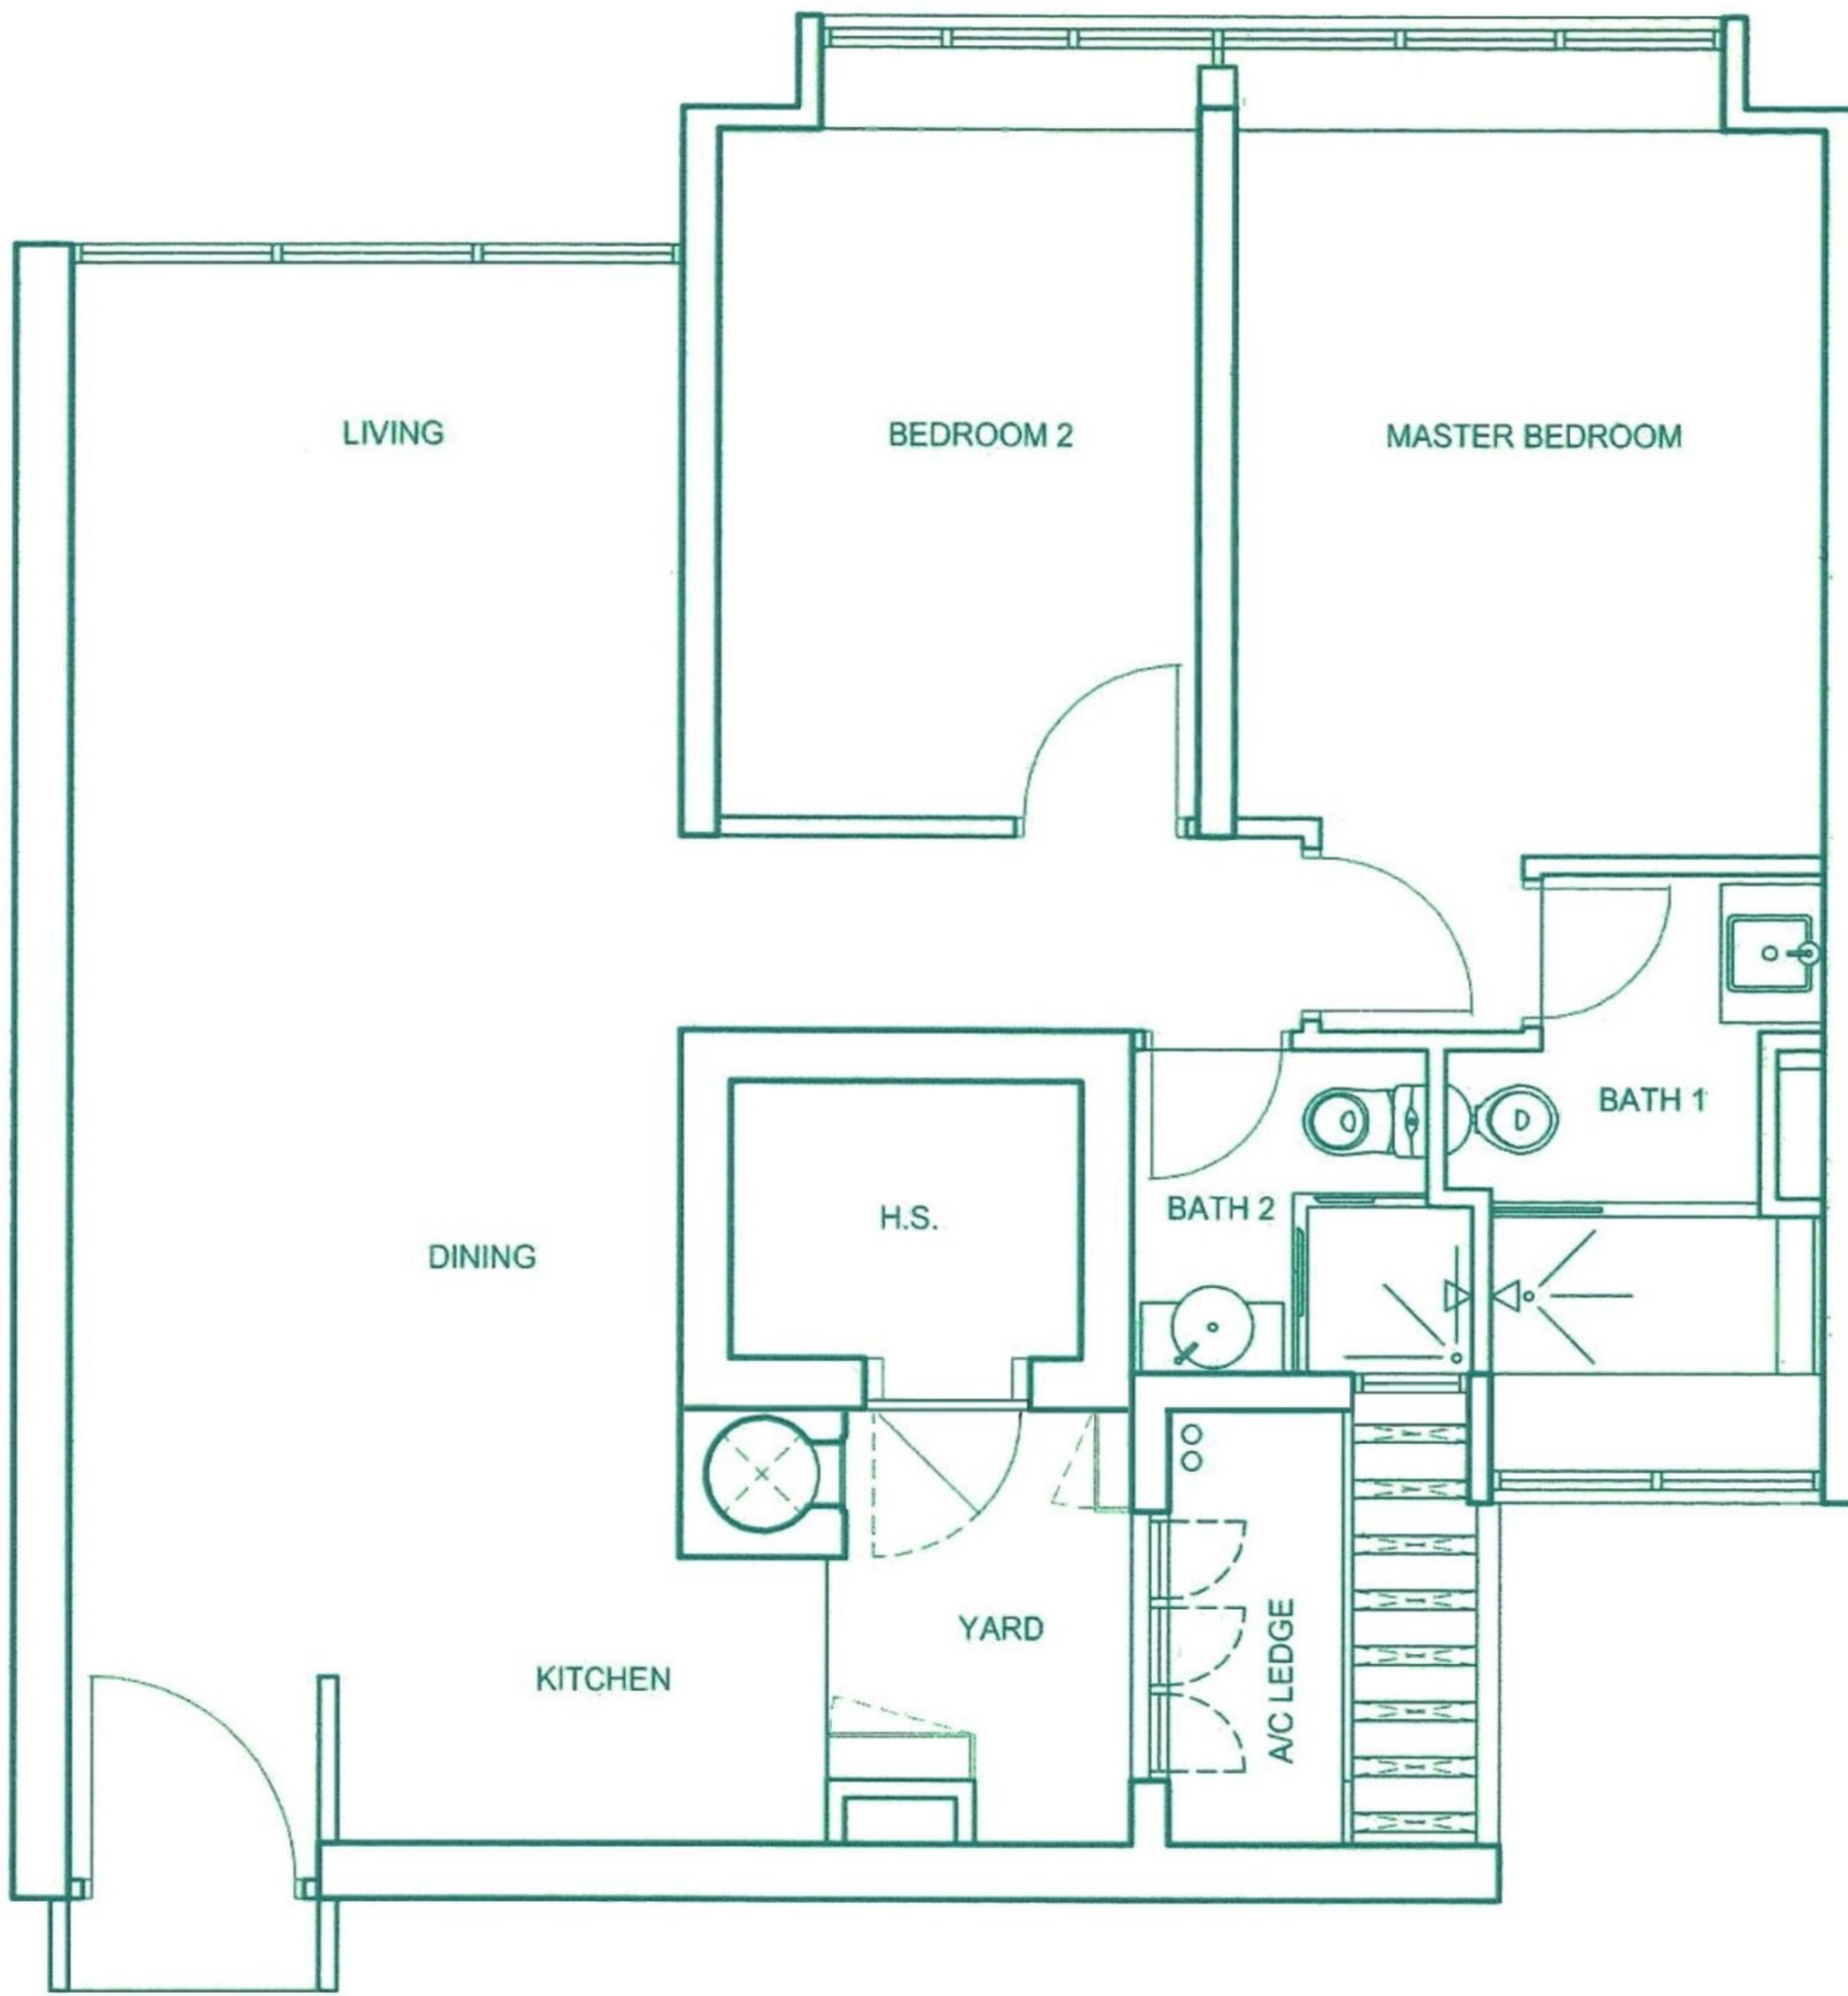 LIVING
BEDROOM 2
MASTER BEDROOM
BATH 1
BATH 2
H.S.
DINING
YARD
KITCHEN
A/C LEDGE